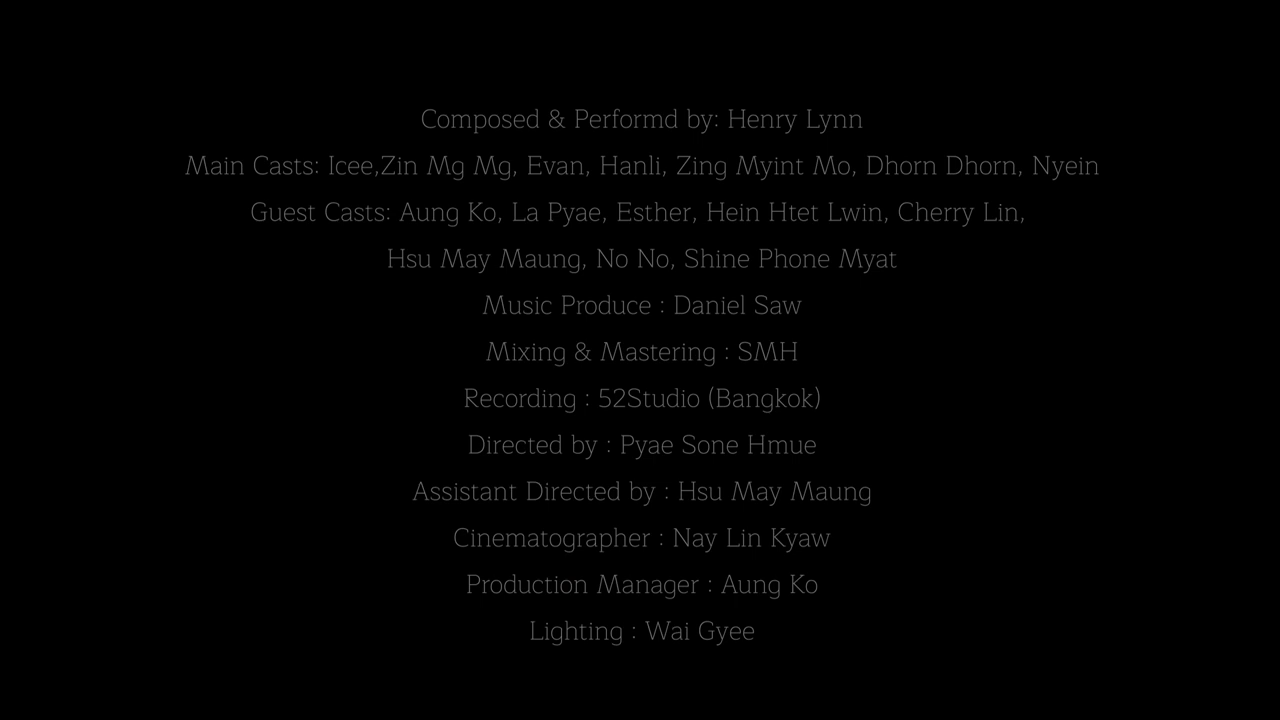 Composed & Performd by: Henry Lynn
Main Casts: Icee,Zin Mg Mg, Evan, Hanli, Zing Myint Mo, Dhorn Dhorn, Nyein
Guest Casts: Aung Ko, La Pyae, Esther, Hein Htet Lwin, Cherry Lin,
Hsu May Maung, No No, Shine Phone Myat
Music Produce : Daniel Saw
Mixing & Mastering : SMH
Recording : 52Studio (Bangkok)
Directed by : Pyae Sone Hmue
Assistant Directed by : Hsu May Maung
Cinematographer : Nay Lin Kyaw
Production Manager : Aung Ko
Lighting : Wai Gyee